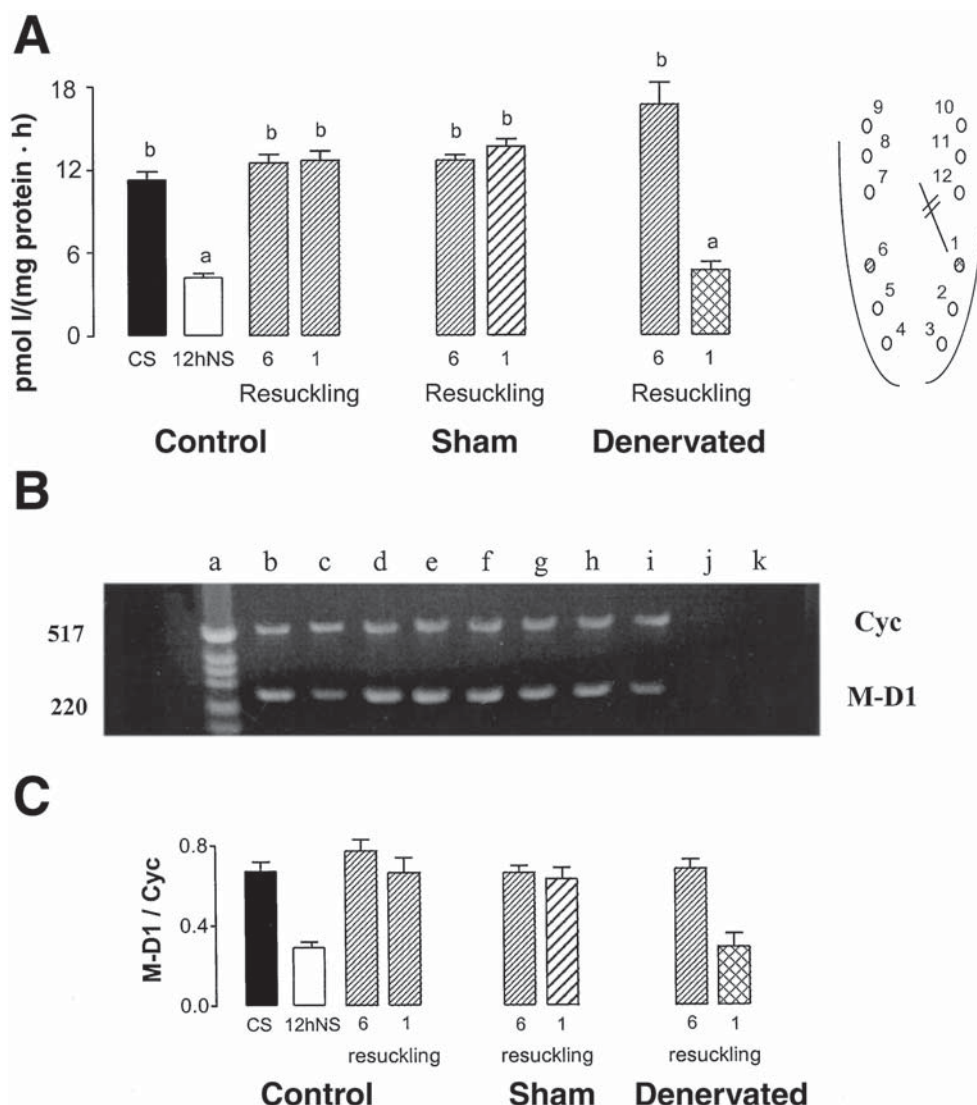 A
pmol I/(mg protein · h)
18
12
6
0
b
a
b
b
b
b
b
a
CS
12hNS
6
1
6
1
6
1
Resuckling
Resuckling
Resuckling
Control
Sham
Denervated
9
10
8
11
7
12
6
1
5
2
4
3
B
a b c d e f g h i j k
517
Cyc
220
M-D1
C
M-D1 / Cyc
0.8
0.4
0.0
CS
12hNS
6
1
6
1
6
1
resuckling
resuckling
resuckling
Control
Sham
Denervated